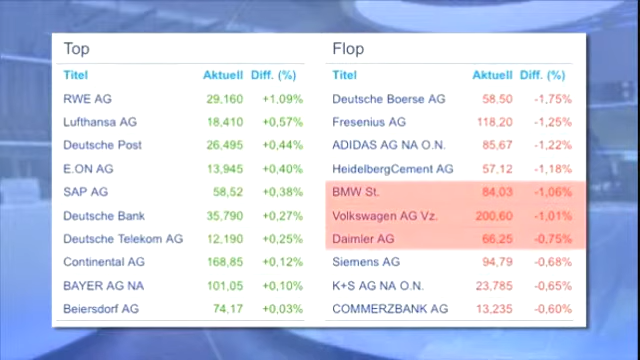 Top
Titel Aktuell Diff. (%)
RWE AG 29,160 +1,09%
Lufthansa AG 18,410 +0,57%
Deutsche Post 26,495 +0,44%
E.ON AG 13,945 +0,40%
SAP AG 58,52 +0,38%
Deutsche Bank 35,790 +0,27%
Deutsche Telekom AG 12,190 +0,25%
Continental AG 168,85 +0,12%
BAYER AG NA 101,05 +0,10%
Beiersdorf AG 74,17 +0,03%
Flop
Titel Aktuell Diff. (%)
Deutsche Boerse AG 58,50 -1,75%
Fresenius AG 118,20 -1,25%
ADIDAS AG NA O.N. 85,67 -1,22%
HeidelbergCement AG 57,12 -1,18%
BMW St. 84,03 -1,06%
Volkswagen AG Vz. 200,60 -1,01%
Daimler AG 66,25 -0,75%
Siemens AG 94,79 -0,68%
K+S AG NA O.N. 23,785 -0,65%
COMMERZBANK AG 13,235 -0,60%